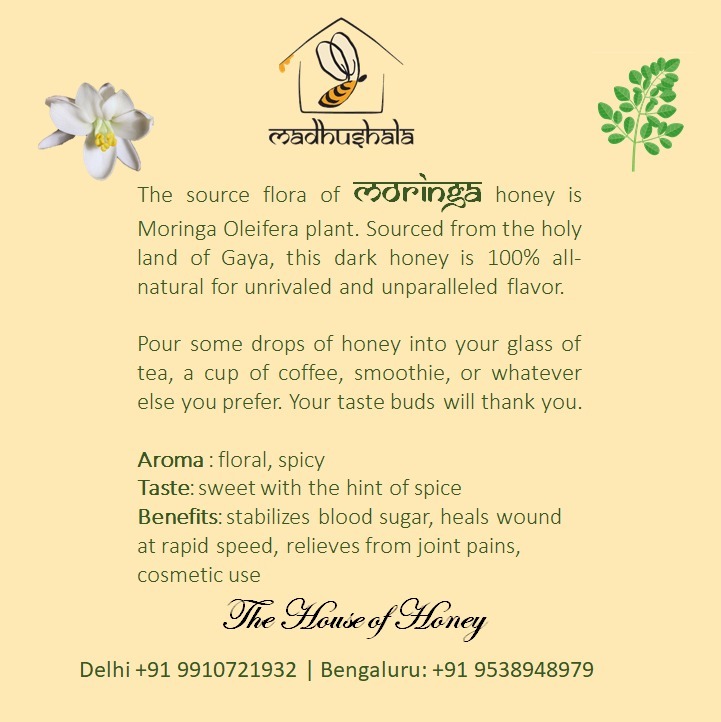 madhushala
The source flora of moringa honey is
Moringa Oleifera plant. Sourced from the holy
land of Gaya, this dark honey is 100% all-
natural for unrivaled and unparalleled flavor.
Pour some drops of honey into your glass of
tea, a cup of coffee, smoothie, or whatever
else you prefer. Your taste buds will thank you.
Aroma : floral, spicy
Taste: sweet with the hint of spice
Benefits: stabilizes blood sugar, heals wound
at rapid speed, relieves from joint pains,
cosmetic use
The House of Honey
Delhi +91 9910721932 | Bengaluru: +91 9538948979